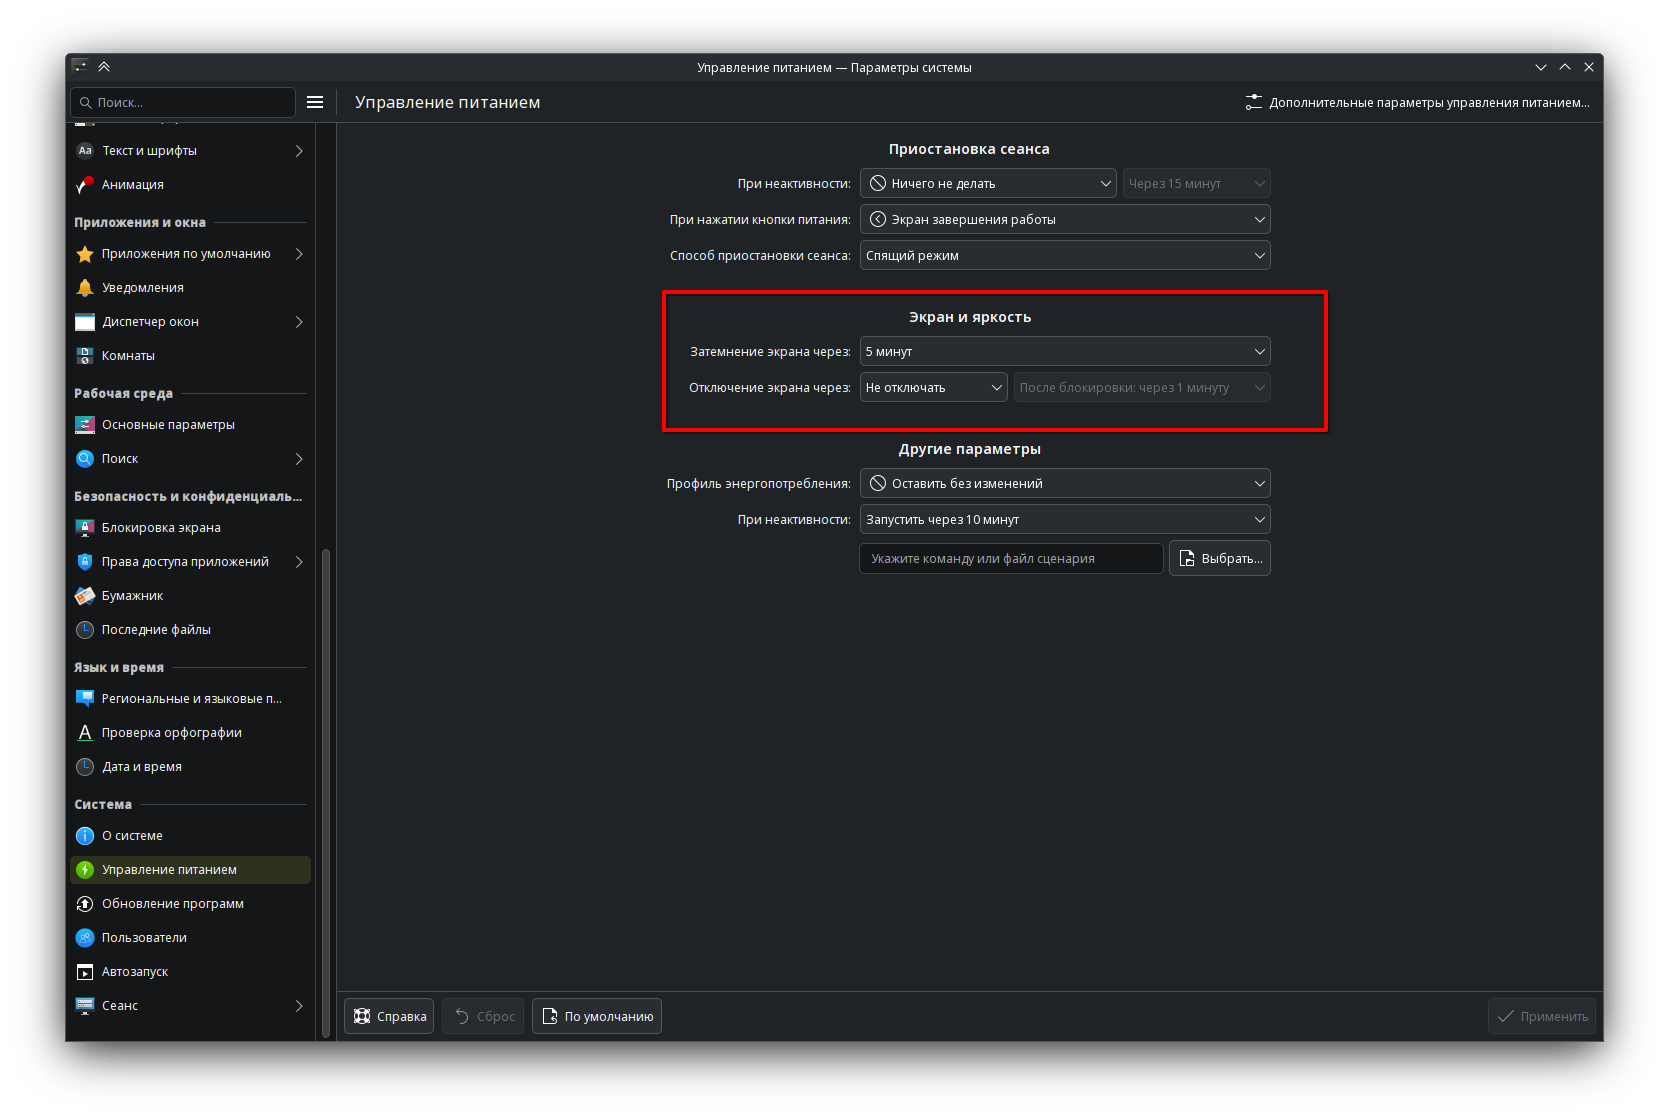 Управление питанием — Параметры системы
Поиск...
Управление питанием
Дополнительные параметры управления питанием...
Текст и шрифты
Анимация
Приложения и окна
Приложения по умолчанию
Уведомления
Диспетчер окон
Комнаты
Рабочая среда
Основные параметры
Поиск
Безопасность и конфиденциаль...
Блокировка экрана
Права доступа приложений
Бумажник
Последние файлы
Язык и время
Региональные и языковые п...
Проверка орфографии
Дата и время
Система
О системе
Управление питанием
Обновление программ
Пользователи
Автозапуск
Сеанс
Приостановка сеанса
При неактивности: Ничего не делать Через 15 минут
При нажатии кнопки питания: Экран завершения работы
Способ приостановки сеанса: Спящий режим
Экран и яркость
Затемнение экрана через: 5 минут
Отключение экрана через: Не отключать После блокировки: через 1 минуту
Другие параметры
Профиль энергопотребления: Оставить без изменений
При неактивности: Запустить через 10 минут
Укажите команду или файл сценария Выбрать...
Справка Сброс По умолчанию Применить